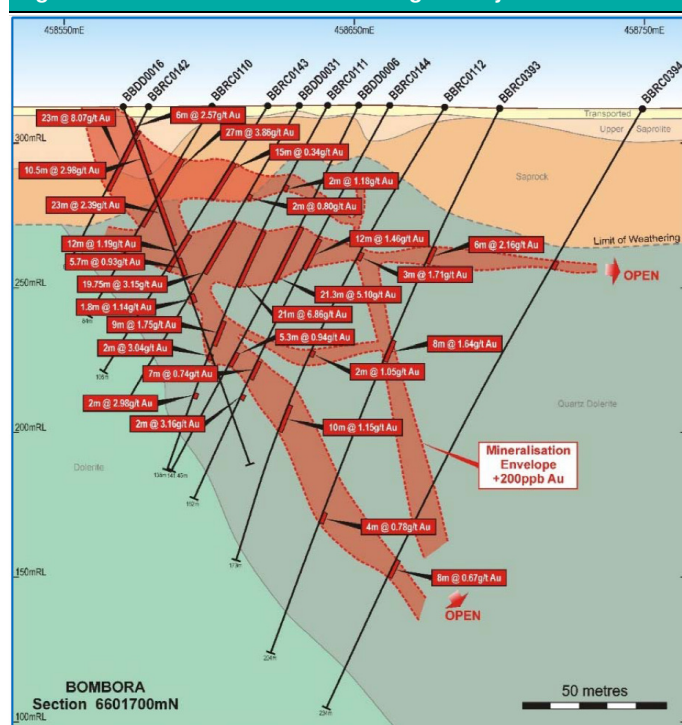 458550mE
458650mE
458750mE
BBDD0016
BBRC0142
BBRC0110
BBRC0143
BBDD0031
BBRC0111
BBDD0006
BBRC0144
BBRC0112
BBRC0393
BBRC0394
23m @ 8.07g/t Au
6m @ 2.57g/t Au
Transported
27m @ 3.86g/t Au
Upper Saprolite
300mRL
15m @ 0.34g/t Au
10.5m @ 2.98g/t Au
Saprock
2m @ 1.18g/t Au
23m @ 2.39g/t Au
2m @ 0.80g/t Au
Limit of Weathering
12m @ 1.19g/t Au
12m @ 1.46g/t Au
6m @ 2.16g/t Au
5.7m @ 0.93g/t Au
3m @ 1.71g/t Au
OPEN
19.75m @ 3.15g/t Au
250mRL
21.3m @ 5.10g/t Au
1.8m @ 1.14g/t Au
21m @ 6.86g/t Au
84m
9m @ 1.75g/t Au
5.3m @ 0.94g/t Au
8m @ 1.64g/t Au
2m @ 3.04g/t Au
7m @ 0.74g/t Au
2m @ 1.05g/t Au
2m @ 2.98g/t Au
Quartz Dolerite
2m @ 3.16g/t Au
10m @ 1.15g/t Au
200mRL
Mineralisation
Envelope
+200ppb Au
Dolerite
4m @ 0.78g/t Au
150mRL
8m @ 0.67g/t Au
OPEN
BOMBORA
Section 6601700mN
50 metres
100mRL